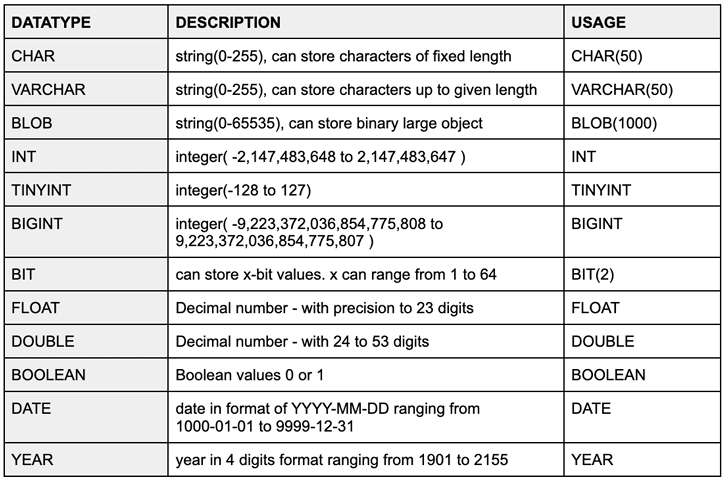 DATATYPE DESCRIPTION USAGE
CHAR string(0-255), can store characters of fixed length CHAR(50)
VARCHAR string(0-255), can store characters up to given length VARCHAR(50)
BLOB string(0-65535), can store binary large object BLOB(1000)
INT integer( -2,147,483,648 to 2,147,483,647 ) INT
TINYINT integer(-128 to 127) TINYINT
BIGINT integer( -9,223,372,036,854,775,808 to BIGINT
9,223,372,036,854,775,807 )
BIT can store x-bit values. x can range from 1 to 64 BIT(2)
FLOAT Decimal number - with precision to 23 digits FLOAT
DOUBLE Decimal number - with 24 to 53 digits DOUBLE
BOOLEAN Boolean values 0 or 1 BOOLEAN
DATE date in format of YYYY-MM-DD ranging from DATE
1000-01-01 to 9999-12-31
YEAR year in 4 digits format ranging from 1901 to 2155 YEAR